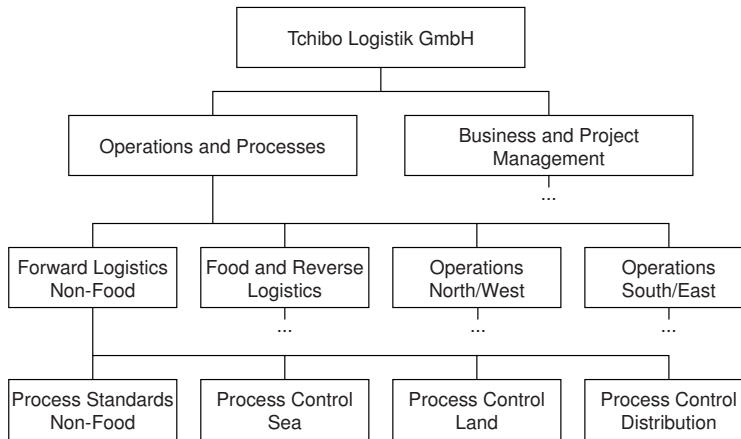 Tchibo Logistik GmbH
Operations and Processes
Business and Project
Management
...
Forward Logistics
Non-Food
Food and Reverse
Logistics
...
Operations
North/West
...
Operations
South/East
...
Process Standards
Non-Food
Process Control
Sea
Process Control
Land
Process Control
Distribution